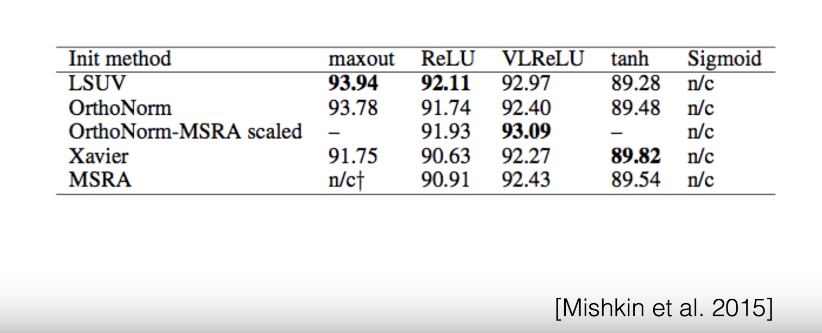 Init method maxout ReLU VLReLU tanh Sigmoid
LSUV 93.94 92.11 92.97 89.28 n/c
OrthoNorm 93.78 91.74 92.40 89.48 n/c
OrthoNorm-MSRA scaled – 91.93 93.09 – n/c
Xavier 91.75 90.63 92.27 89.82 n/c
MSRA n/c† 90.91 92.43 89.54 n/c
[Mishkin et al. 2015]